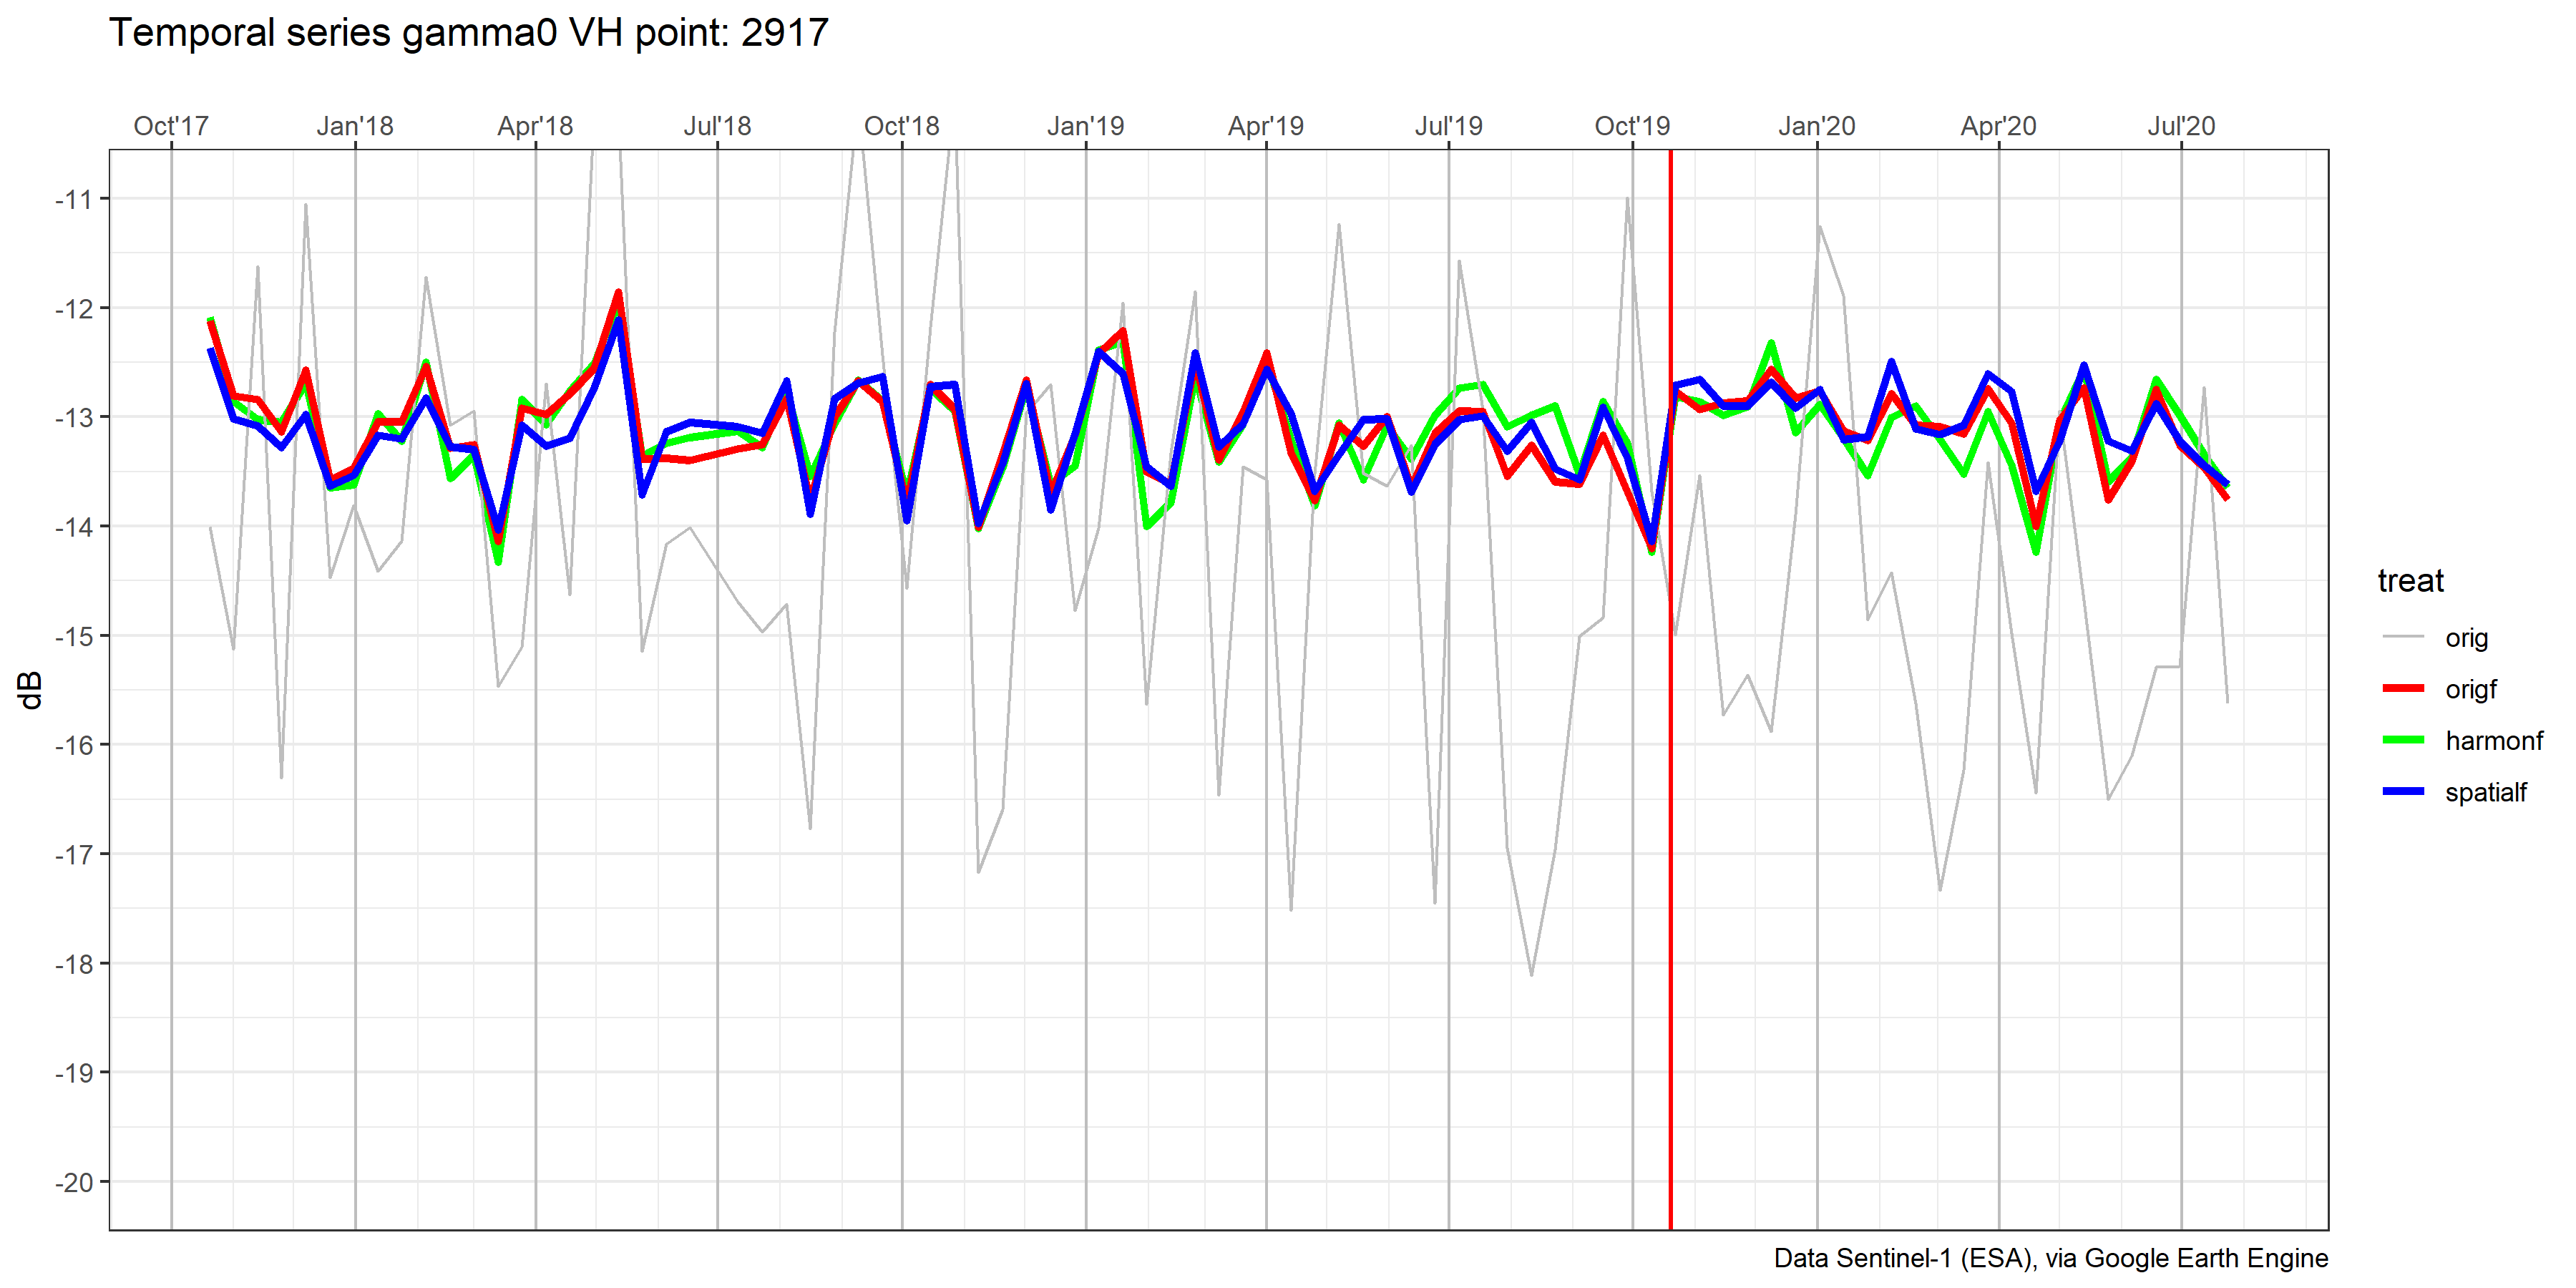 Temporal series gamma0 VH point: 2917
Oct'17 Jan'18 Apr'18 Jul'18 Oct'18 Jan'19 Apr'19 Jul'19 Oct'19 Jan'20 Apr'20 Jul'20
-11
-12
-13
-14
-15
-16
-17
-18
-19
-20
dB
treat
orig
origf
harmonf
spatialf
Data Sentinel-1 (ESA), via Google Earth Engine